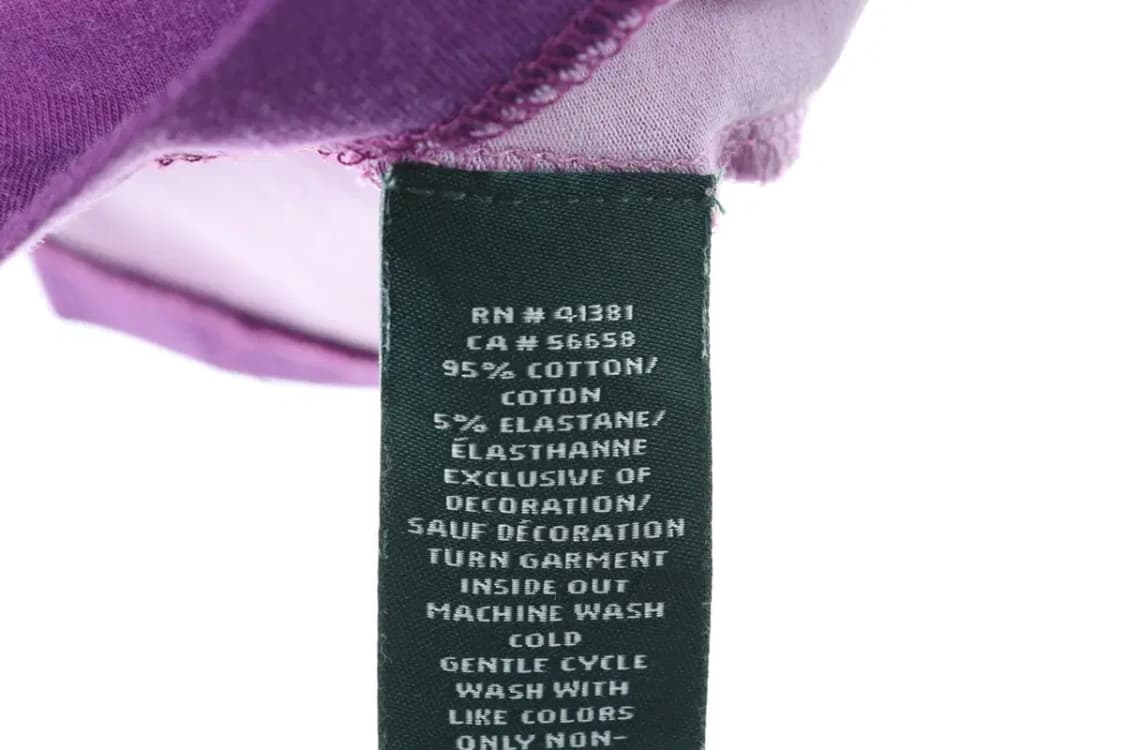 RN # 41381
CA # 56658
95% COTTON/
COTON
5% ELASTANE/
ÉLASTHANNE
EXCLUSIVE OF
DECORATION/
SAUF DÉCORATION
TURN GARMENT
INSIDE OUT
MACHINE WASH
COLD
GENTLE CYCLE
WASH WITH
LIKE COLORS
ONLY NON-